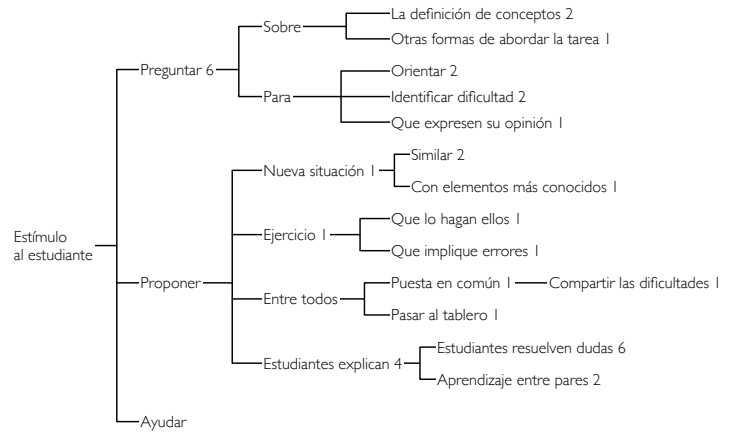 La definición de conceptos 2
Sobre
Otras formas de abordar la tarea 1
Preguntar 6
Orientar 2
Para
Identificar dificultad 2
Que expresen su opinión 1
Similar 2
Nueva situación 1
Con elementos más conocidos 1
Que lo hagan ellos 1
Ejercicio 1
Que implique errores 1
Estímulo
al estudiante
Proponer
Puesta en común 1
Compartir las dificultades 1
Entre todos
Pasar al tablero 1
Estudiantes resuelven dudas 6
Estudiantes explican 4
Aprendizaje entre pares 2
Ayudar